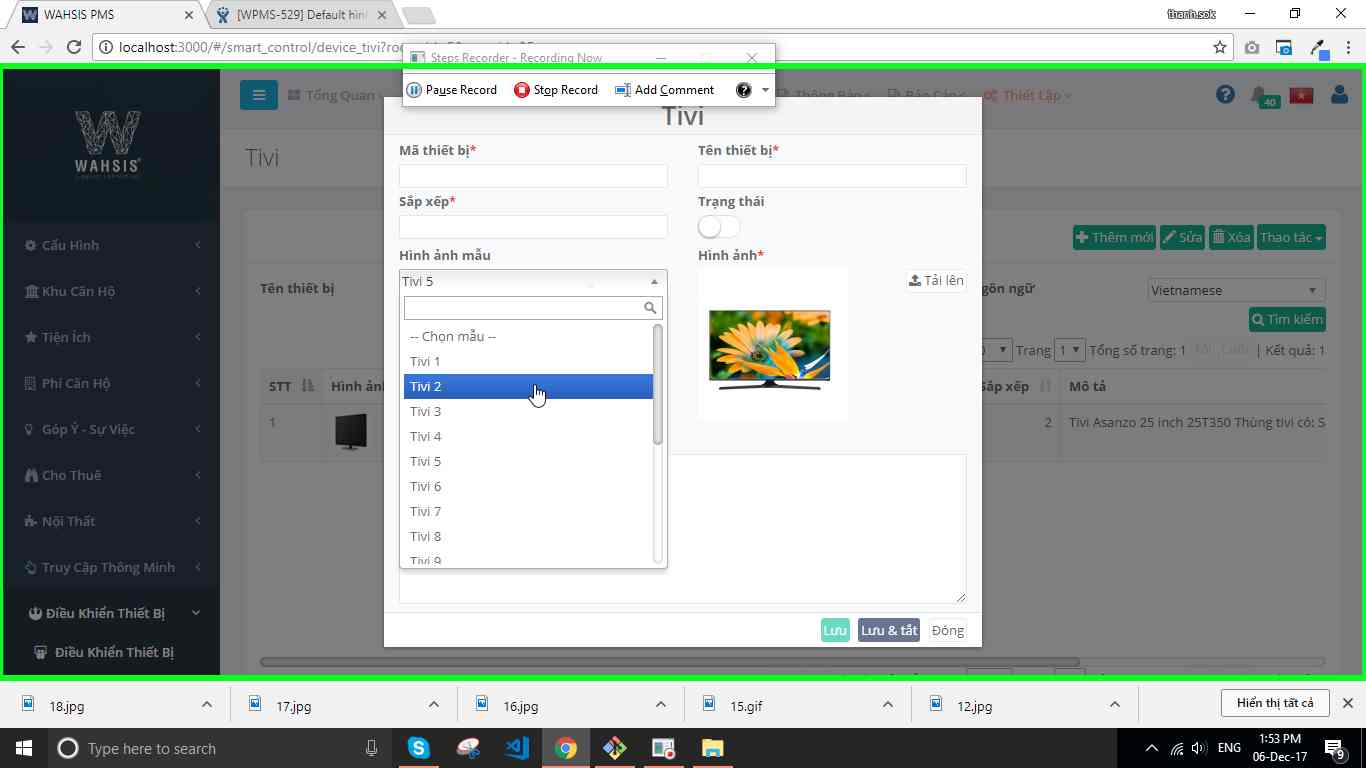 WAHSIS PMS
[WPMS-529] Default hình
thanh.sok
localhost:3000/#/smart_control/device_tivi?
Steps Recorder - Recording Now
Pause Record
Stop Record
Add Comment
WAHSIS
Tổng Quan
Thông Báo
Báo Cáo
Thiết Lập
40
Tivi
Tivi
Mã thiết bị*
Tên thiết bị*
Sắp xếp*
Trạng thái
Hình ảnh mẫu
Hình ảnh*
Tivi 5
Tải lên
-- Chọn mẫu --
Tivi 1
Tivi 2
Tivi 3
Tivi 4
Tivi 5
Tivi 6
Tivi 7
Tivi 8
Tivi 9
Lưu
Lưu & tắt
Đóng
Cấu Hình
Khu Căn Hộ
Tiện Ích
Phí Căn Hộ
Góp Ý - Sự Việc
Cho Thuê
Nội Thất
Truy Cập Thông Minh
Điều Khiển Thiết Bị
Điều Khiển Thiết Bị
Thêm mới
Sửa
Xóa
Thao tác
Tên thiết bị
gôn ngữ
Vietnamese
Tìm kiếm
0 Trang 1 Tổng số trang: 1 Tới Cuối | Kết quả: 1
STT
Hình ảnh
Sắp xếp
Mô tả
1
2
Tivi Asanzo 25 inch 25T350 Thùng tivi có: S
18.jpg
17.jpg
16.jpg
15.gif
12.jpg
Hiển thị tất cả
Type here to search
ENG
1:53 PM
06-Dec-17
9